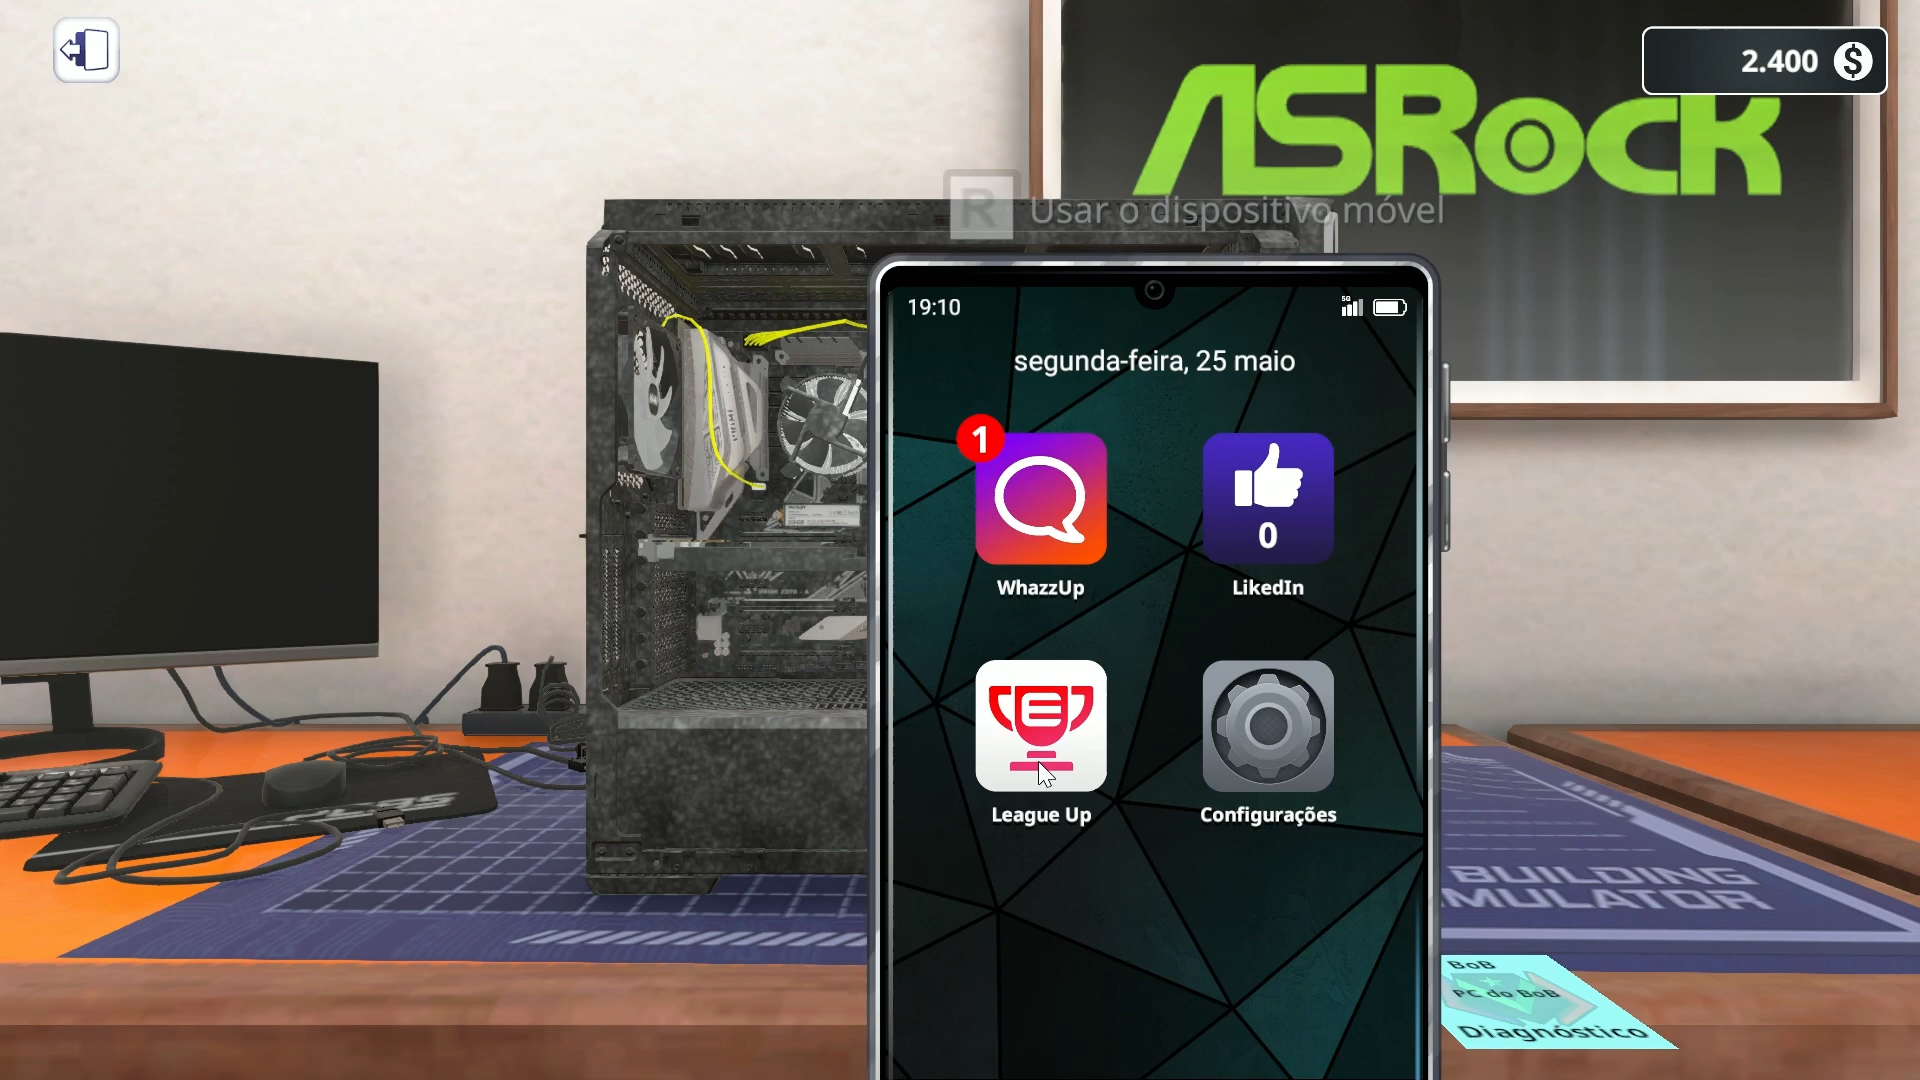 2.400
ASRock
R Usar o dispositivo móvel
19:10
5G
segunda-feira, 25 maio
1
WhazzUp
0
LikedIn
League Up
Configurações
BUILDING
MULATOR
BoB
PC do BoB
Diagnóstico